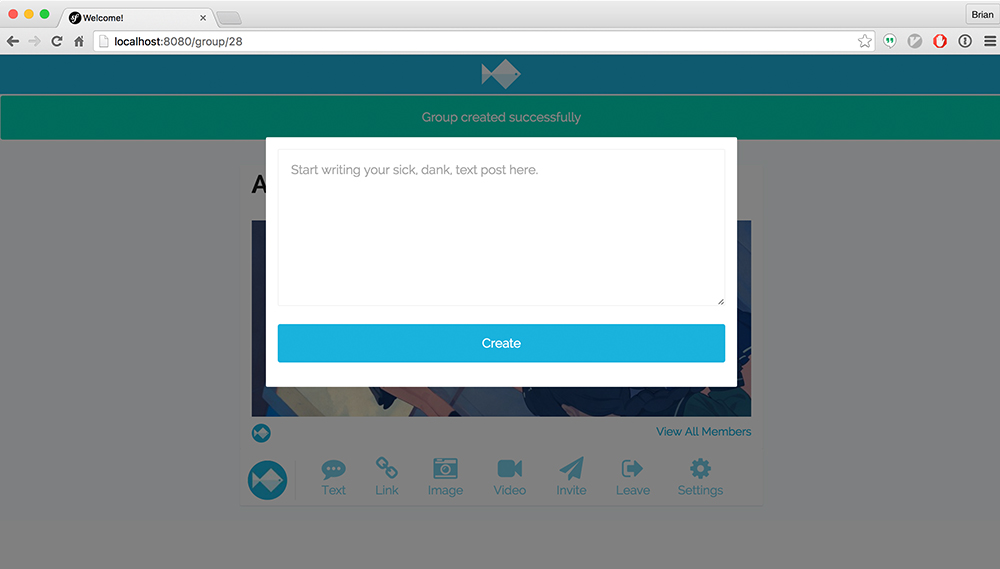 Welcome!
Brian
localhost:8080/group/28
Group created successfully
A
Start writing your sick, dank, text post here.
Create
View All Members
Text Link Image Video Invite Leave Settings